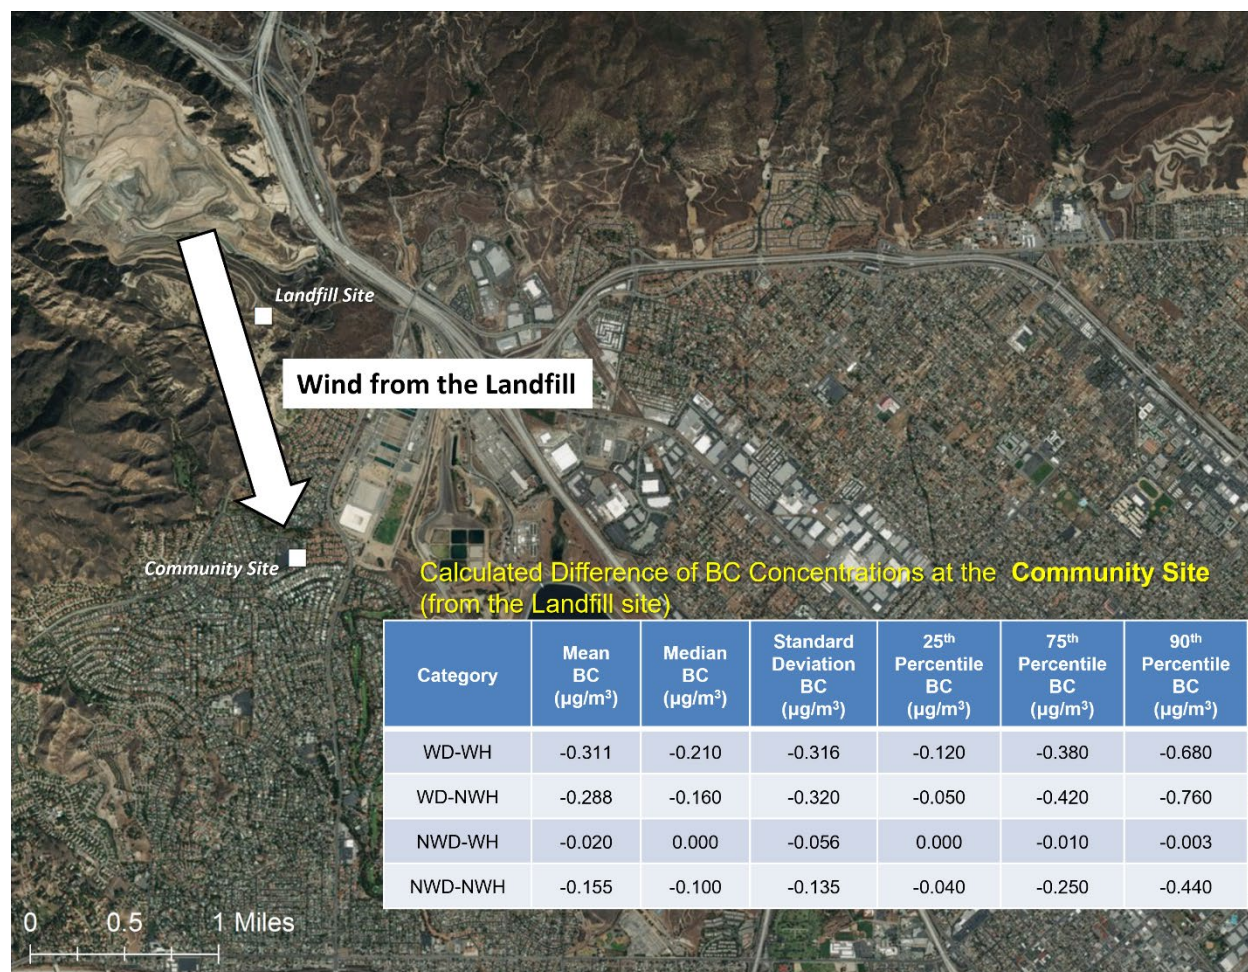 Landfill Site
Wind from the Landfill
Community Site
Calculated Difference of BC Concentrations at the Community Site
(from the Landfill site)
Category Mean BC (µg/m³) Median BC (µg/m³) Standard Deviation BC (µg/m³) 25th Percentile BC (µg/m³) 75th Percentile BC (µg/m³) 90th Percentile BC (µg/m³)
WD-WH -0.311 -0.210 -0.316 -0.120 -0.380 -0.680
WD-NWH -0.288 -0.160 -0.320 -0.050 -0.420 -0.760
NWD-WH -0.020 0.000 -0.056 0.000 -0.010 -0.003
NWD-NWH -0.155 -0.100 -0.135 -0.040 -0.250 -0.440
0 0.5 1 Miles